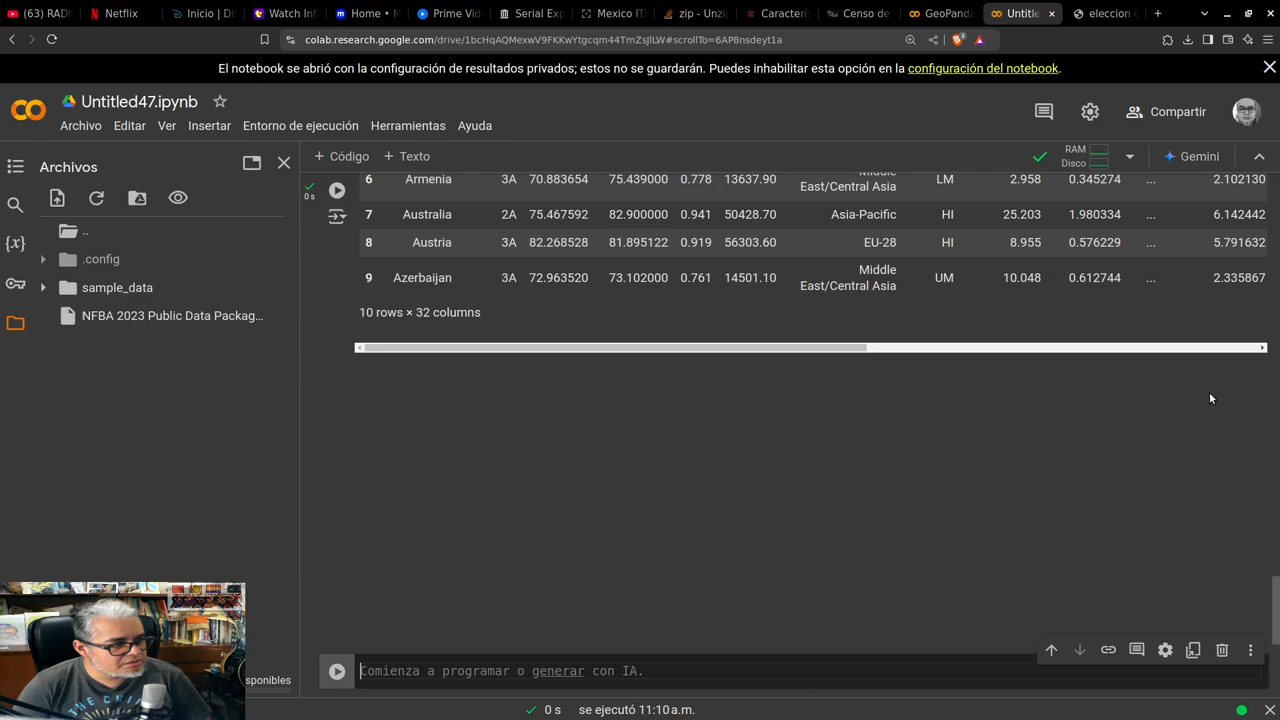 (63) RADI
Netflix
Inicio | Di
Watch Inf
Home • M
Prime Vid
Serial Exp
Mexico IT
zip - Unzi
Caracterí
Censo de
GeoPanda
Untitle
eleccion c
colab.research.google.com/drive/1bcHqAQMexwV9FKKwYtgcqm44TmZsJlLW#scrollTo=6AP8nsdeyt1a
El notebook se abrió con la configuración de resultados privados; estos no se guardarán. Puedes inhabilitar esta opción en la configuración del notebook.
Untitled47.ipynb
Compartir
Archivo Editar Ver Insertar Entorno de ejecución Herramientas Ayuda
Archivos
+ Código + Texto
RAM
Disco
Gemini
..
.config
sample_data
NFBA 2023 Public Data Packag...
0 s
6 Armenia 3A 70.883654 75.439000 0.778 13637.90 Middle East/Central Asia LM 2.958 0.345274 ... 2.102130
7 Australia 2A 75.467592 82.900000 0.941 50428.70 Asia-Pacific HI 25.203 1.980334 ... 6.142442
8 Austria 3A 82.268528 81.895122 0.919 56303.60 EU-28 HI 8.955 0.576229 ... 5.791632
9 Azerbaijan 3A 72.963520 73.102000 0.761 14501.10 Middle East/Central Asia UM 10.048 0.612744 ... 2.335867
10 rows × 32 columns
Comienza a programar o generar con IA.
sponibles
0 s se ejecutó 11:10 a.m.